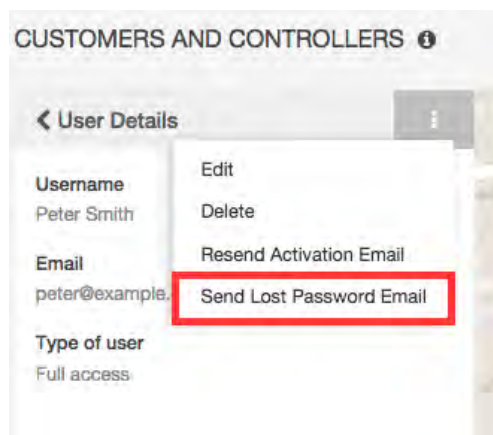 CUSTOMERS AND CONTROLLERS
User Details
Edit
Username
Peter Smith
Delete
Resend Activation Email
Email
peter@example.
Send Lost Password Email
Type of user
Full access